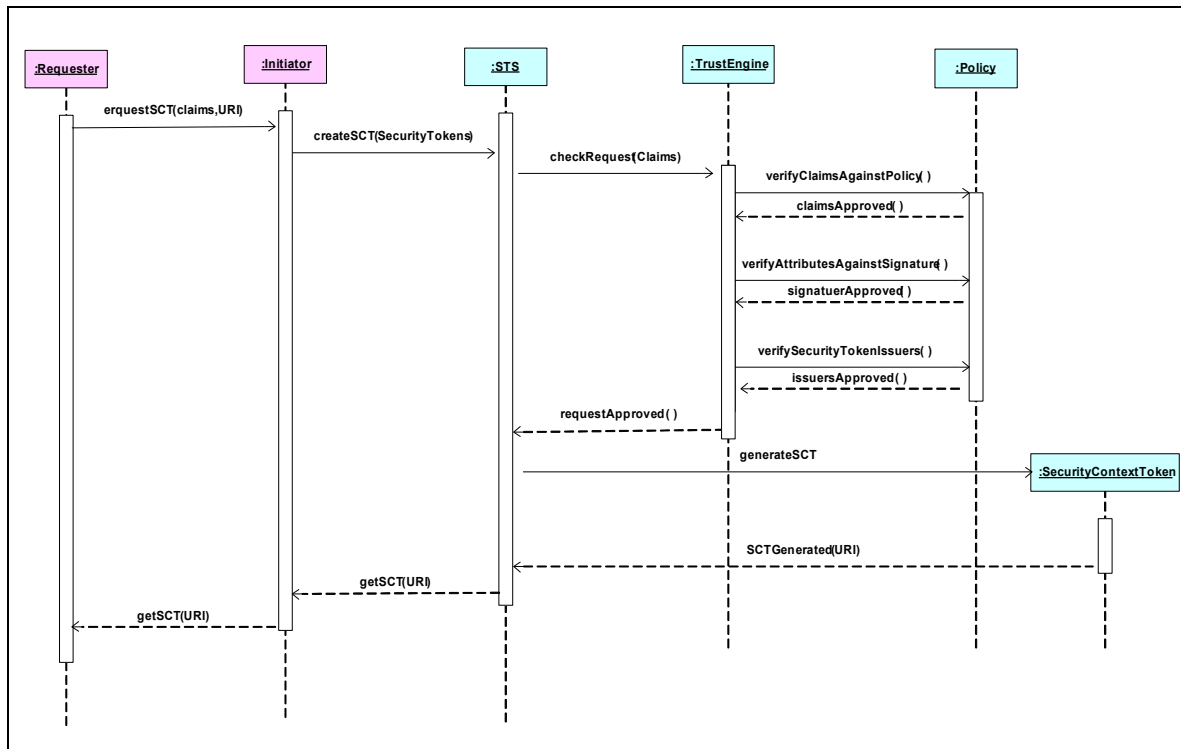 :Requester
:Initiator
:STS
:TrustEngine
:Policy
erquestSCT(claims,URI)
createSCT(SecurityTokens)
checkRequest(Claims)
verifyClaimsAgainstPolicy( )
claimsApproved( )
verifyAttributesAgainstSignature( )
signatuerApproved( )
verifySecurityTokenIssuers( )
issuersApproved( )
requestApproved( )
generateSCT
:SecurityContextToken
SCTGenerated(URI)
getSCT(URI)
getSCT(URI)